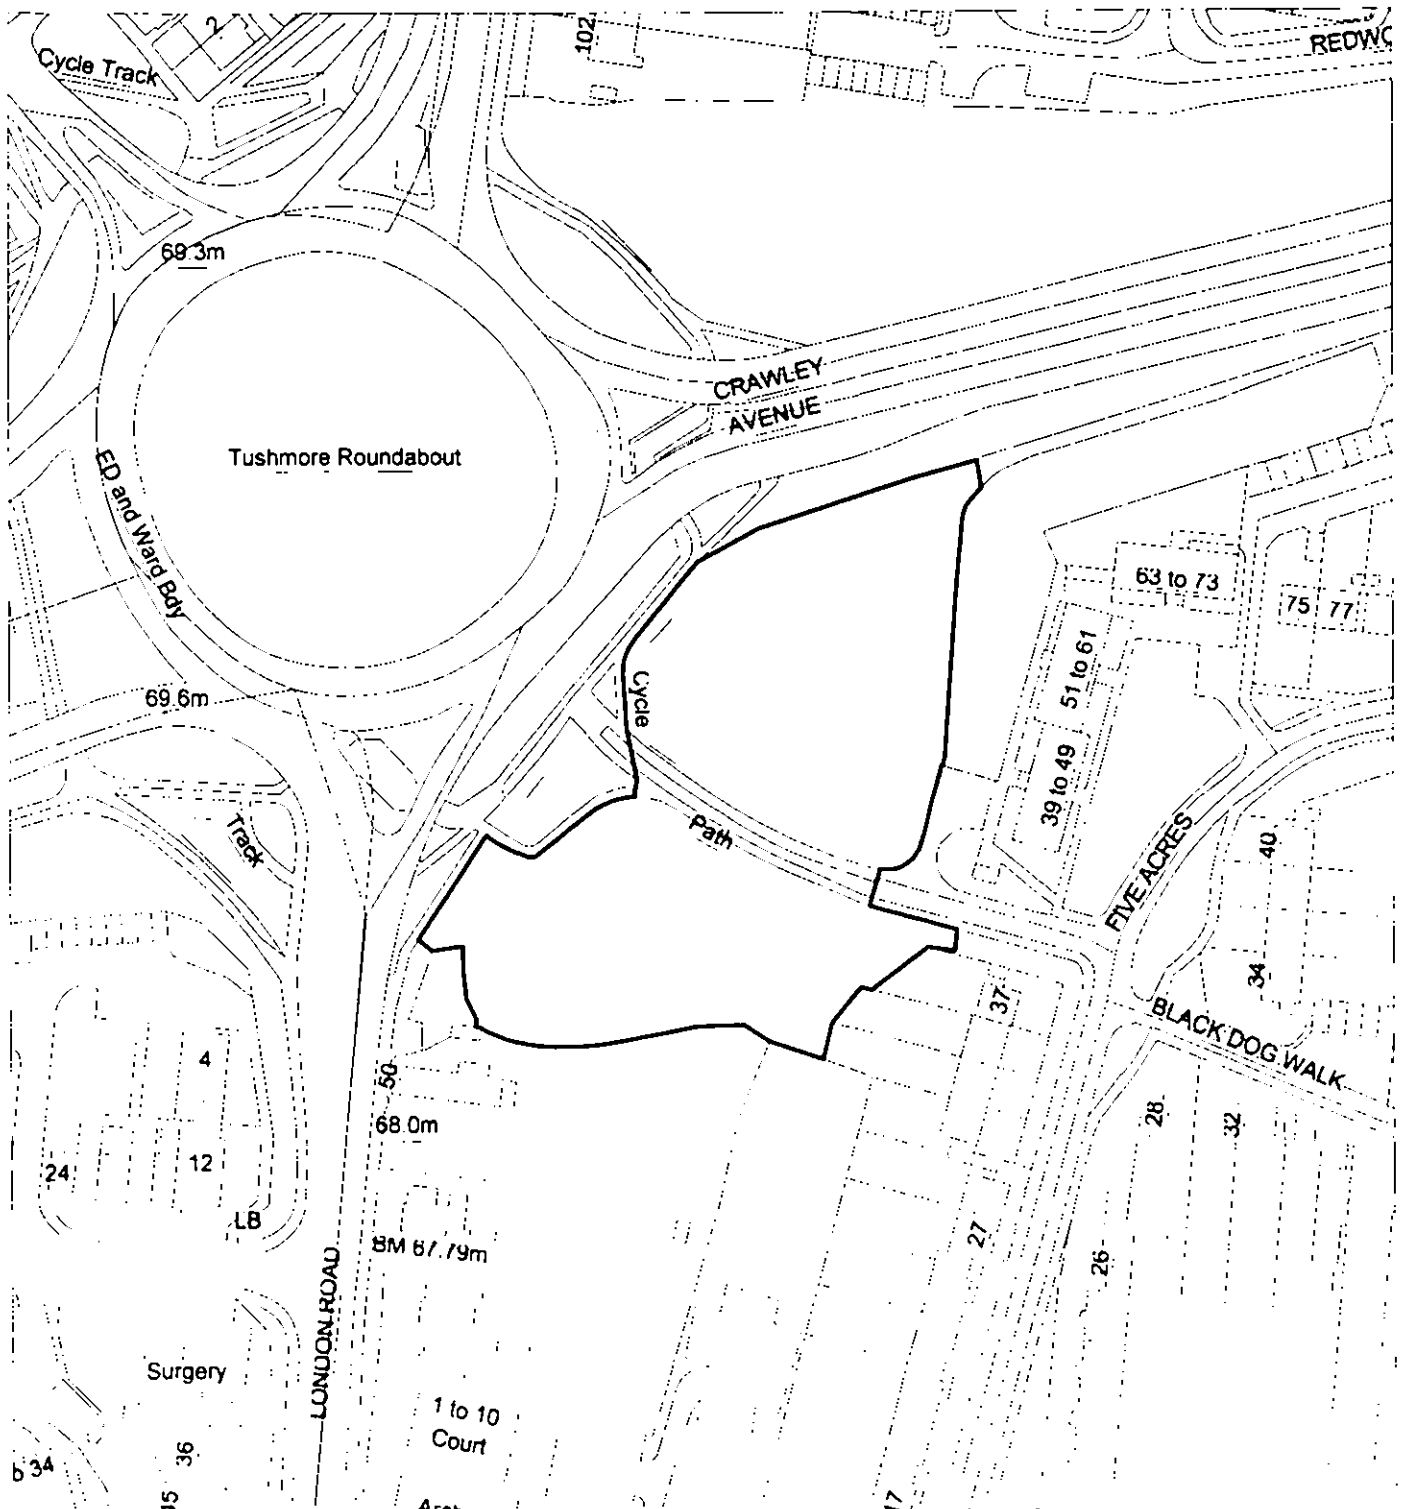 2
102
REDWO
Cycle Track
69.3m
CRAWLEY
AVENUE
Tushmore Roundabout
ED and Ward Bdy
63 to 73
75
77
51 to 61
Cycle
69.6m
39 to 49
Path
Track
FIVE ACRES
40
34
37
BLACK DOG WALK
4
50
68.0m
28
32
24
12
LB
27
BM 67.79m
26
LONDON ROAD
Surgery
1 to 10
Court
36
34